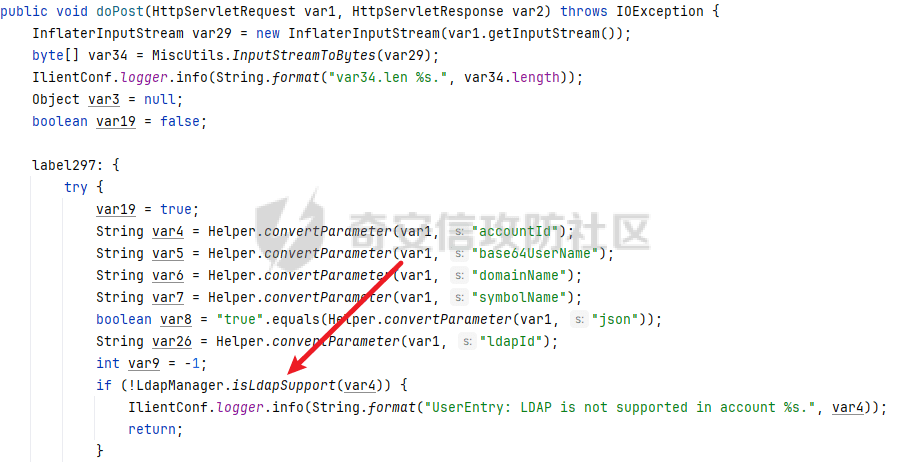 public void doPost(HttpServletRequest var1, HttpServletResponse var2) throws IOException {
InflaterInputStream var29 = new InflaterInputStream(var1.getInputStream());
byte[] var34 = MiscUtils.InputStreamToBytes(var29);
IlientConf.logger.info(String.format("var34.len %s.", var34.length));
Object var3 = null;
boolean var19 = false;
label297: {
try {
var19 = true;
String var4 = Helper.convertParameter(var1, s: "accountId");
奇安信攻防社区
String var5 = Helper.convertParameter(var1, s: "base64UserName");
String var6 = Helper.convertParameter(var1, s: "domainName");
String var7 = Helper.convertParameter(var1, s: "symbolName");
boolean var8 = "true".equals(Helper.convertParameter(var1, s: "json"));
String var26 = Helper.convertParameter(var1, s: "ldapId");
int var9 = -1;
if (!LdapManager.isLdapSupport(var4)) {
IlientConf.logger.info(String.format("UserEntry: LDAP is not supported in account %s.", var4));
return;
}